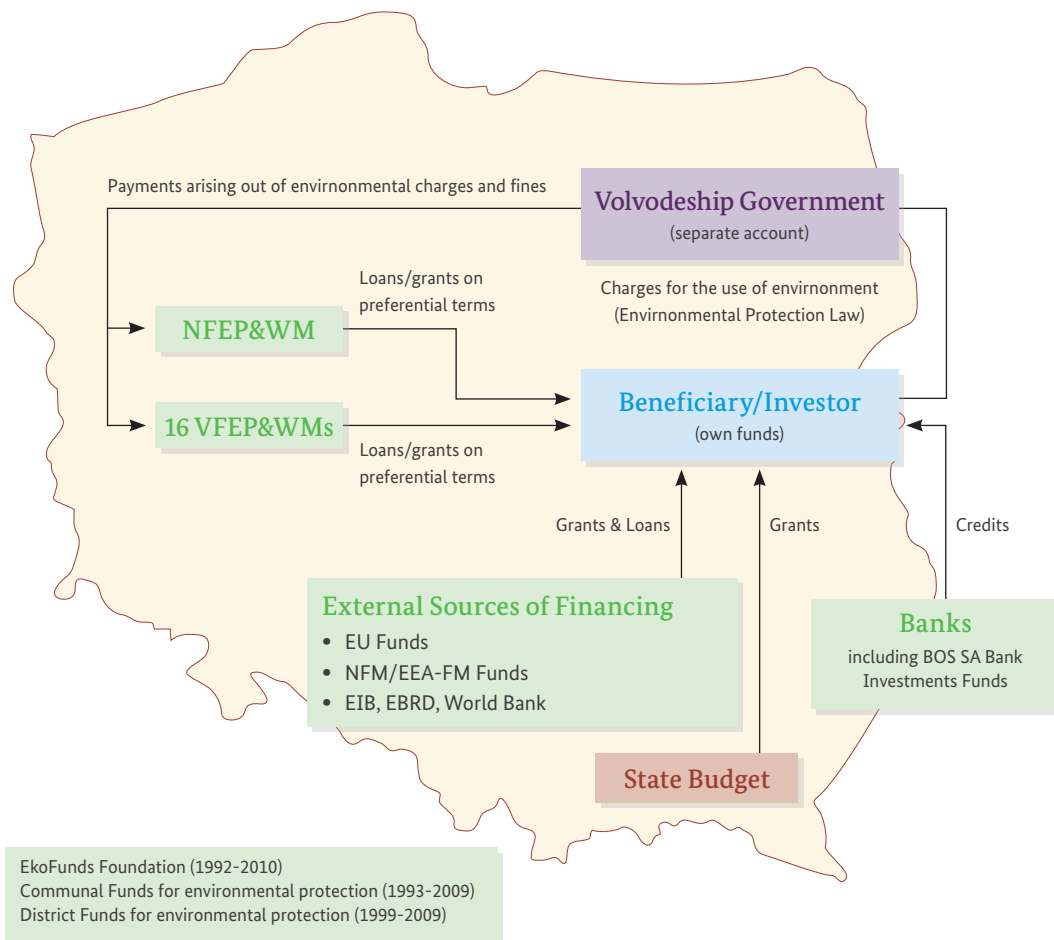 Payments arising out of envirnonmental charges and fines
Volvodeship Government
(separate account)
Loans/grants on
preferential terms
Charges for the use of envirnonment
(Envirnonmental Protection Law)
NFEP&WM
Beneficiary/Investor
(own funds)
16 VFEP&WMs
Loans/grants on
preferential terms
Grants & Loans
Grants
Credits
External Sources of Financing
• EU Funds
• NFM/EEA-FM Funds
• EIB, EBRD, World Bank
Banks
including BOS SA Bank
Investments Funds
State Budget
EkoFunds Foundation (1992-2010)
Communal Funds for environmental protection (1993-2009)
District Funds for environmental protection (1999-2009)